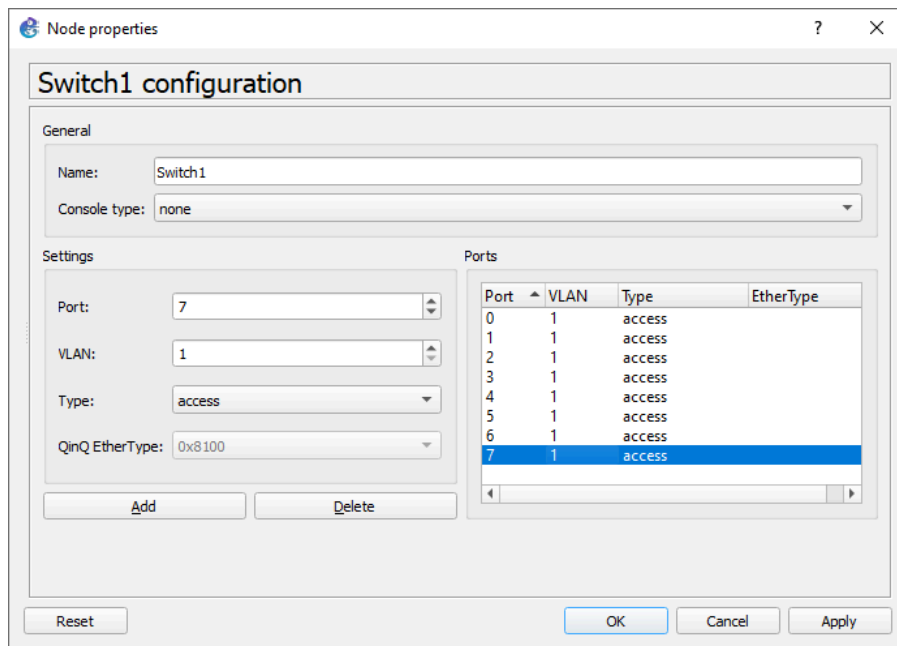 Node properties
?
Switch1 configuration
General
Name: Switch1
Console type: none
Settings
Port: 7
VLAN: 1
Type: access
QinQ EtherType: 0x8100
Add Delete
Ports
Port VLAN Type EtherType
0 1 access
1 1 access
2 1 access
3 1 access
4 1 access
5 1 access
6 1 access
7 1 access
Reset OK Cancel Apply